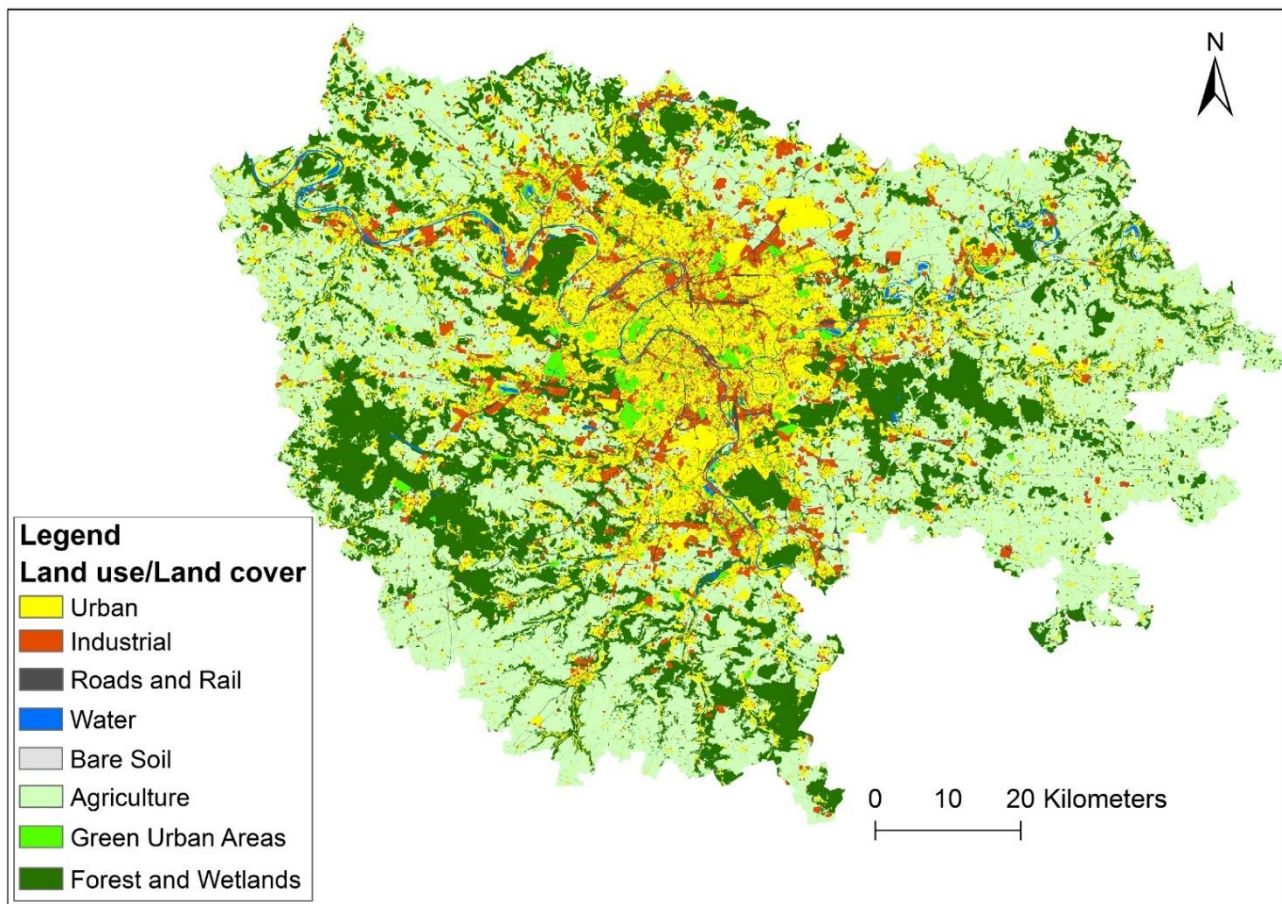 N
Legend
Land use/Land cover
Urban
Industrial
Roads and Rail
Water
Bare Soil
Agriculture
Green Urban Areas
Forest and Wetlands
0 10 20 Kilometers